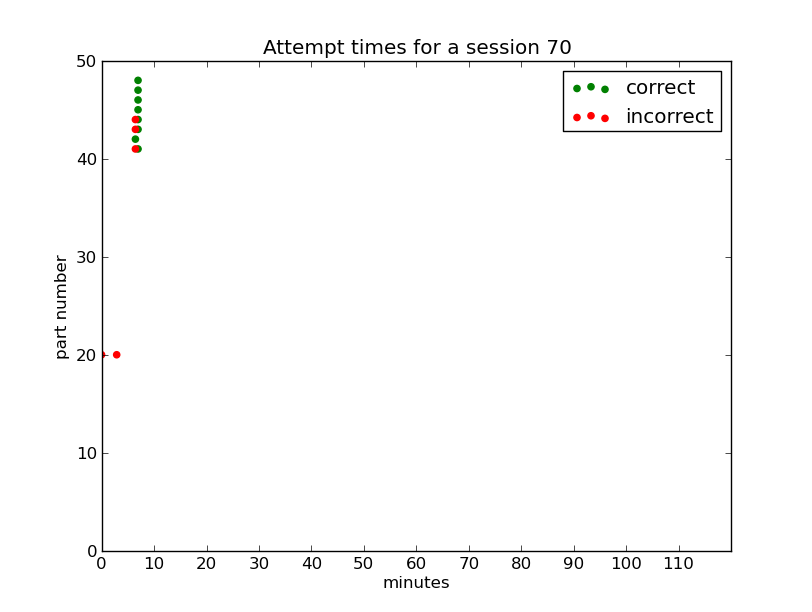 Attempt times for a session 70
correct
incorrect
50
40
30
20
10
0
part number
0 10 20 30 40 50 60 70 80 90 100 110
minutes